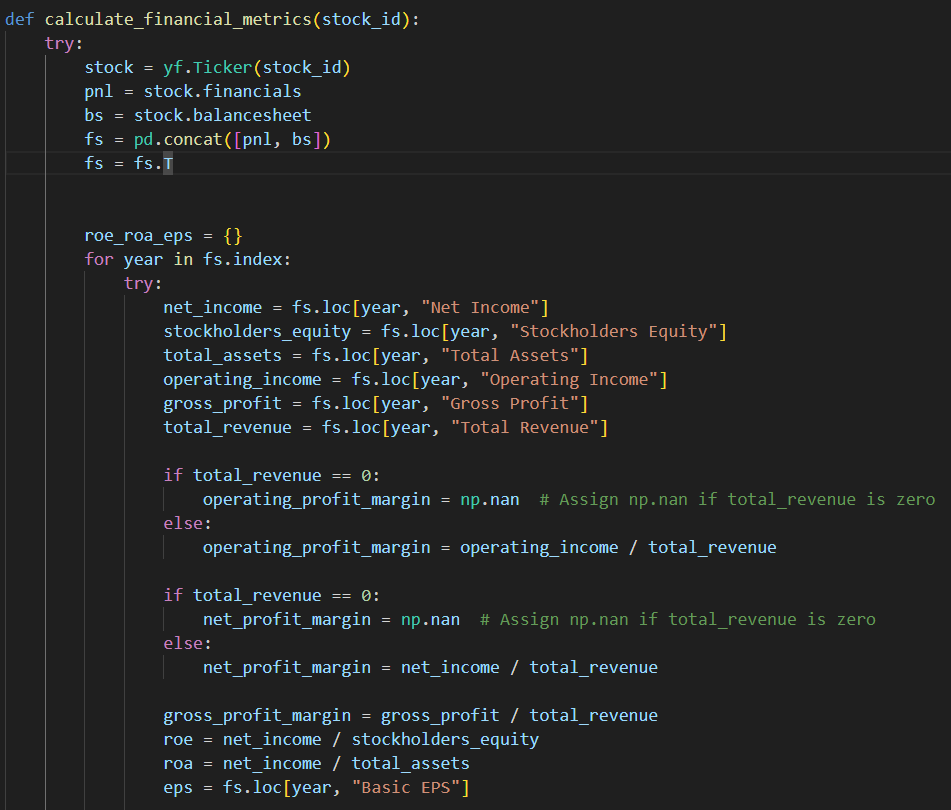 def calculate_financial_metrics(stock_id):
    try:
        stock = yf.Ticker(stock_id)
        pnl = stock.financials
        bs = stock.balancesheet
        fs = pd.concat([pnl, bs])
        fs = fs.T
        roe_roa_eps = {}
        for year in fs.index:
            try:
                net_income = fs.loc[year, "Net Income"]
                stockholders_equity = fs.loc[year, "Stockholders Equity"]
                total_assets = fs.loc[year, "Total Assets"]
                operating_income = fs.loc[year, "Operating Income"]
                gross_profit = fs.loc[year, "Gross Profit"]
                total_revenue = fs.loc[year, "Total Revenue"]
                if total_revenue == 0:
                    operating_profit_margin = np.nan  # Assign np.nan if total_revenue is zero
                else:
                    operating_profit_margin = operating_income / total_revenue
                if total_revenue == 0:
                    net_profit_margin = np.nan  # Assign np.nan if total_revenue is zero
                else:
                    net_profit_margin = net_income / total_revenue
                gross_profit_margin = gross_profit / total_revenue
                roe = net_income / stockholders_equity
                roa = net_income / total_assets
                eps = fs.loc[year, "Basic EPS"]